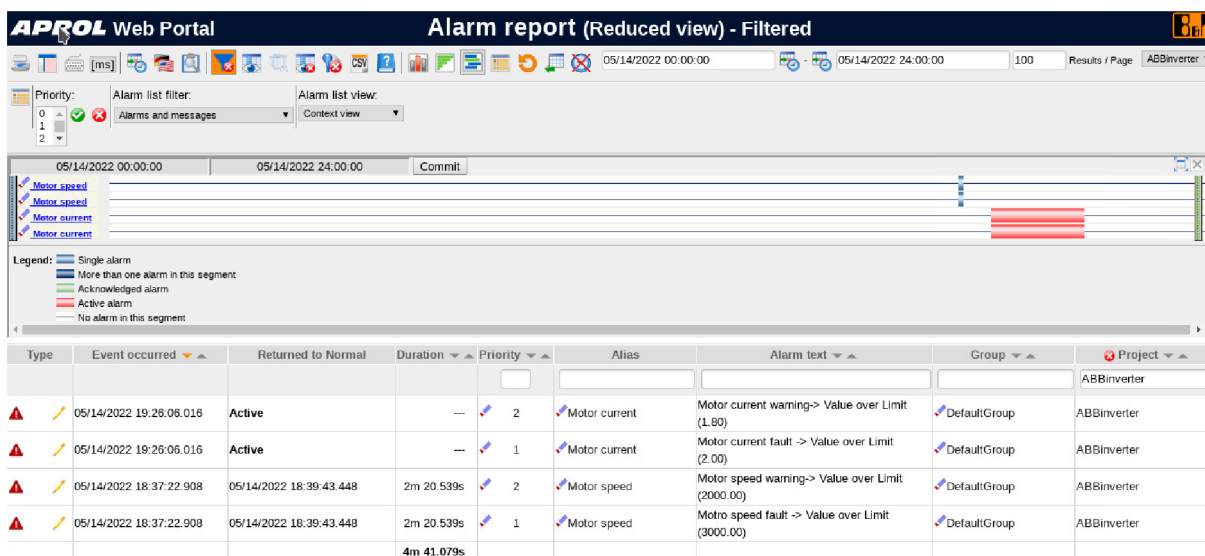 APROL Web Portal
Alarm report (Reduced view) - Filtered
[ms]
CSV
05/14/2022 00:00:00
-
05/14/2022 24:00:00
100
Results / Page
ABBinverter
Priority:
Alarm list filter:
Alarm list view:
0
1
2
Alarms and messages
Context view
05/14/2022 00:00:00
05/14/2022 24:00:00
Commit
Motor speed
Motor speed
Motor current
Motor current
Legend: Single alarm
More than one alarm in this segment
Acknowledged alarm
Active alarm
No alarm in this segment
Type Event occurred Returned to Normal Duration Priority Alias Alarm text Group Project
ABBinverter
05/14/2022 19:26:06.016 Active --- 2 Motor current Motor current warning-> Value over Limit
(1.80)
DefaultGroup ABBinverter
05/14/2022 19:26:06.016 Active --- 1 Motor current Motor current fault -> Value over Limit
(2.00)
DefaultGroup ABBinverter
05/14/2022 18:37:22.908 05/14/2022 18:39:43.448 2m 20.539s 2 Motor speed Motor speed warning-> Value over Limit
(2000.00)
DefaultGroup ABBinverter
05/14/2022 18:37:22.908 05/14/2022 18:39:43.448 2m 20.539s 1 Motor speed Motro speed fault -> Value over Limit
(3000.00)
DefaultGroup ABBinverter
4m 41.079s